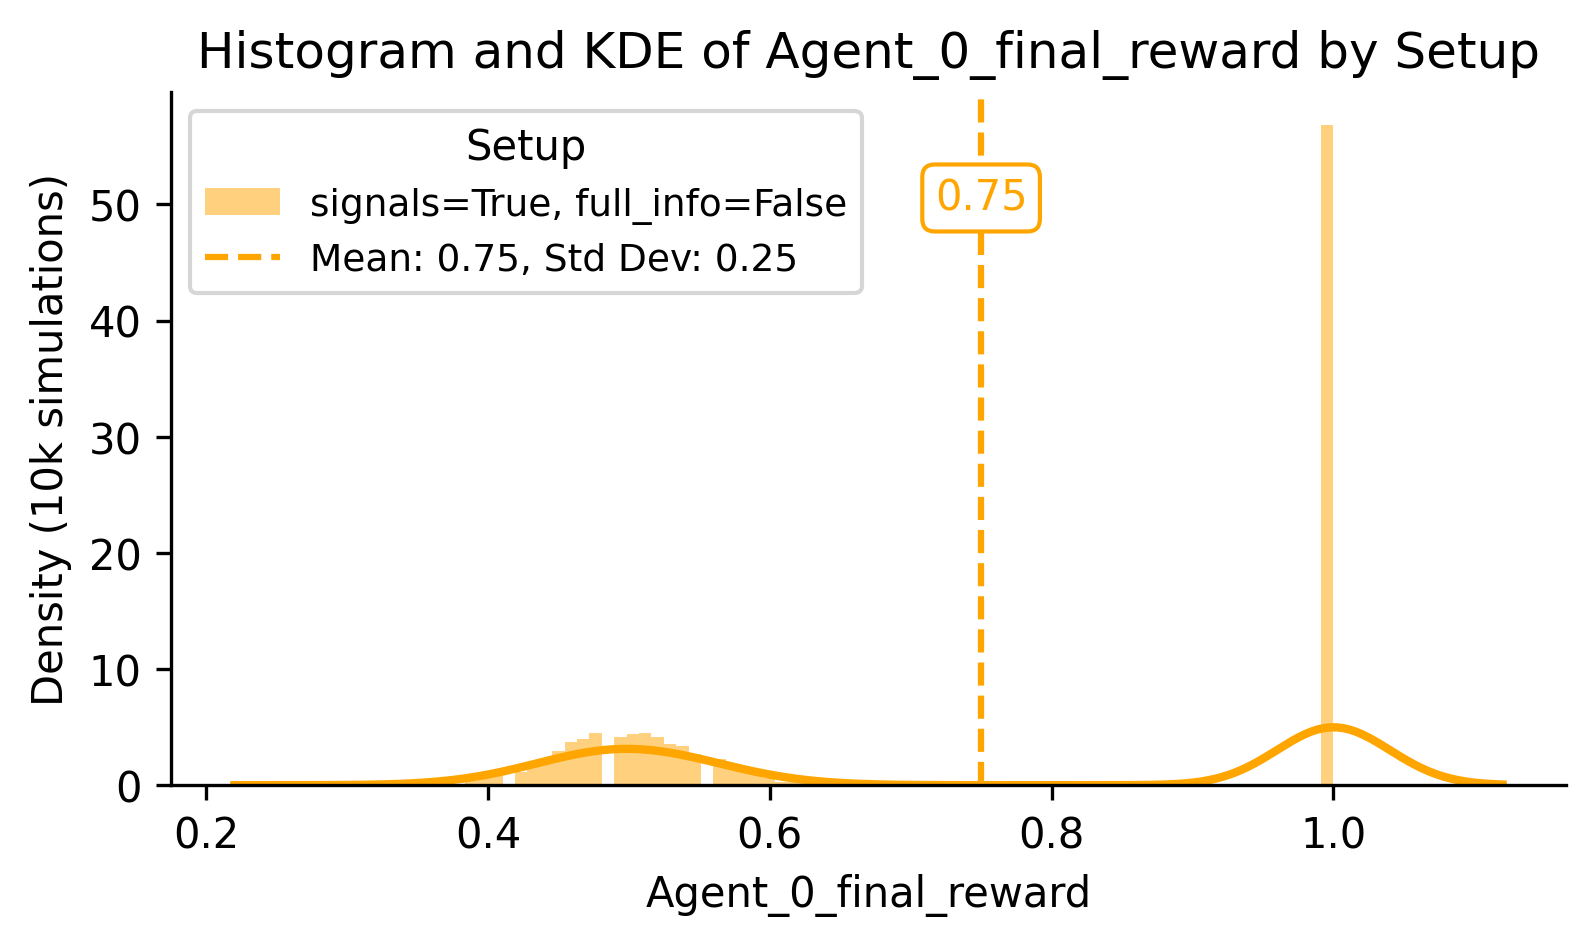 Histogram and KDE of Agent_0_final_reward by Setup
Setup
signals=True, full_info=False
Mean: 0.75, Std Dev: 0.25
0.75
Density (10k simulations)
50
40
30
20
10
0
0.2 0.4 0.6 0.8 1.0
Agent_0_final_reward